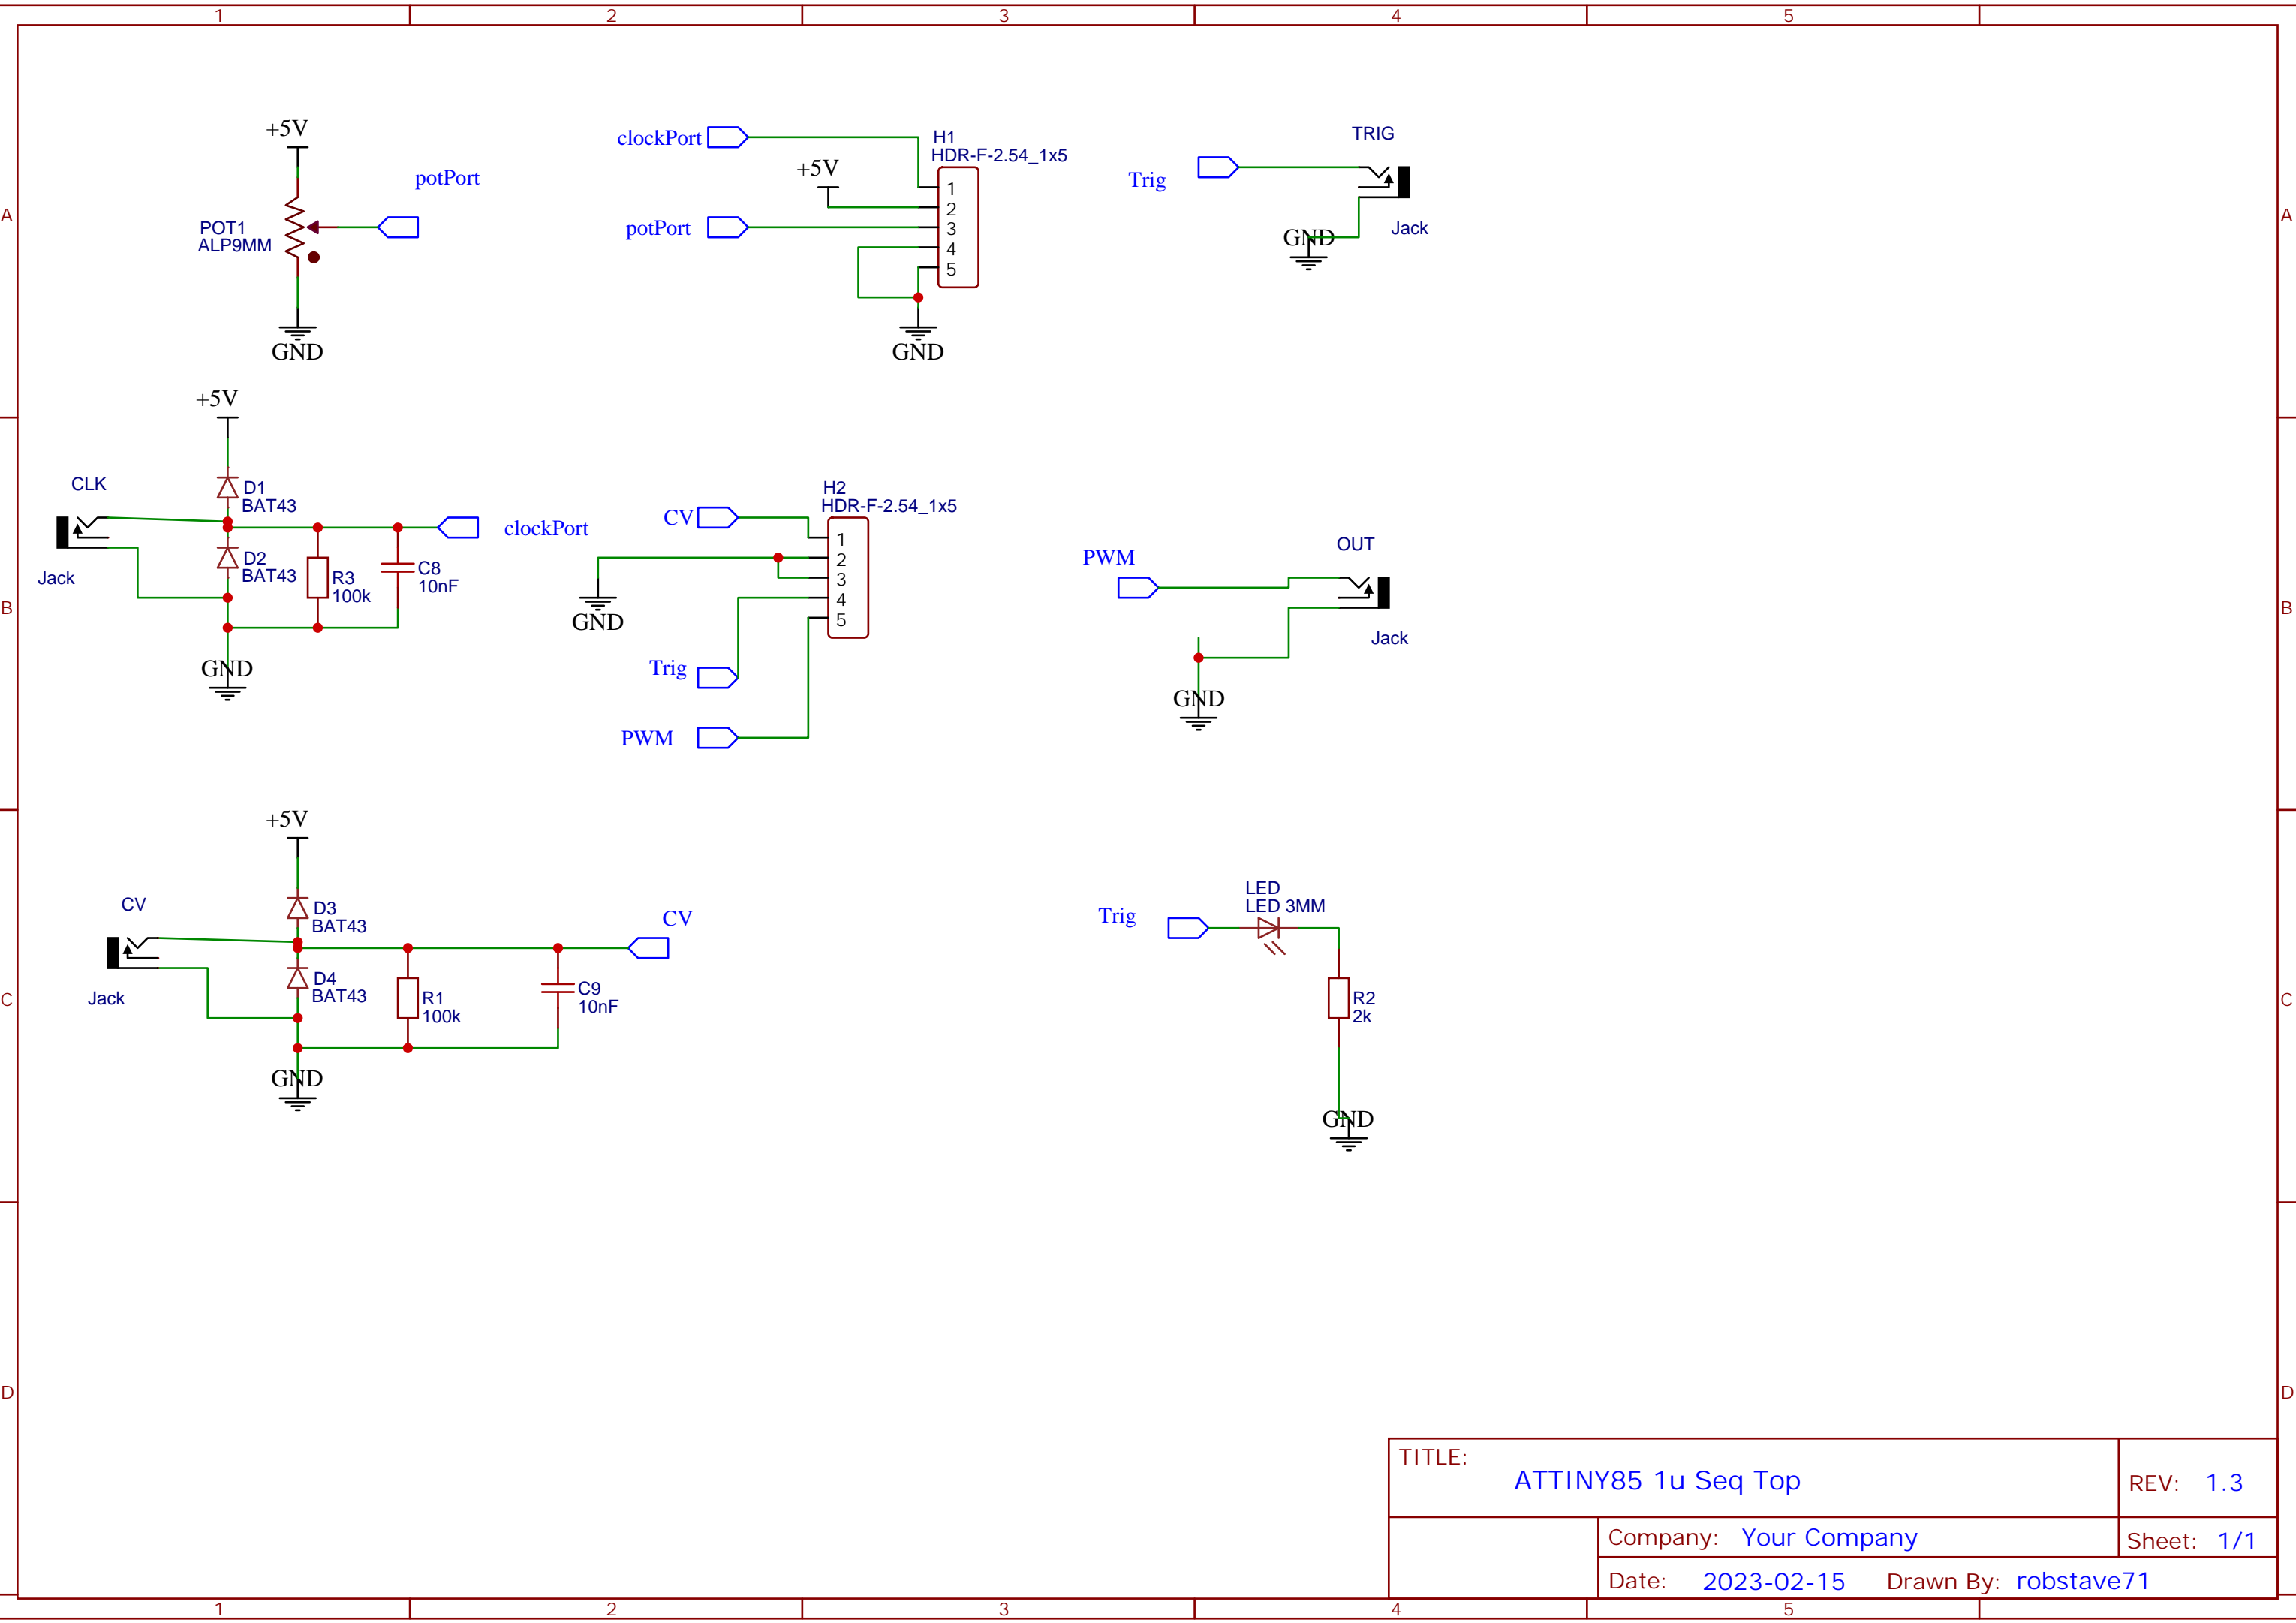 1 2 3 4 5
A
A
B
B
C
C
D
D
+5V
potPort
POT1
ALP9MM
GND
clockPort
+5V
potPort
H1
HDR-F-2.54_1x5
1
2
3
4
5
GND
TRIG
Trig
Jack
GND
+5V
CLK
D1
BAT43
D2
BAT43
Jack
R3
100k
C8
10nF
clockPort
GND
H2
HDR-F-2.54_1x5
CV
1
2
3
4
5
GND
Trig
PWM
OUT
PWM
Jack
GND
+5V
CV
D3
BAT43
D4
BAT43
Jack
R1
100k
C9
10nF
CV
GND
LED
LED 3MM
Trig
R2
2k
GND
TITLE:
ATTINY85 1u Seq Top
REV: 1.3
Company: Your Company
Sheet: 1/1
Date: 2023-02-15 Drawn By: robstave71
1 2 3 4 5